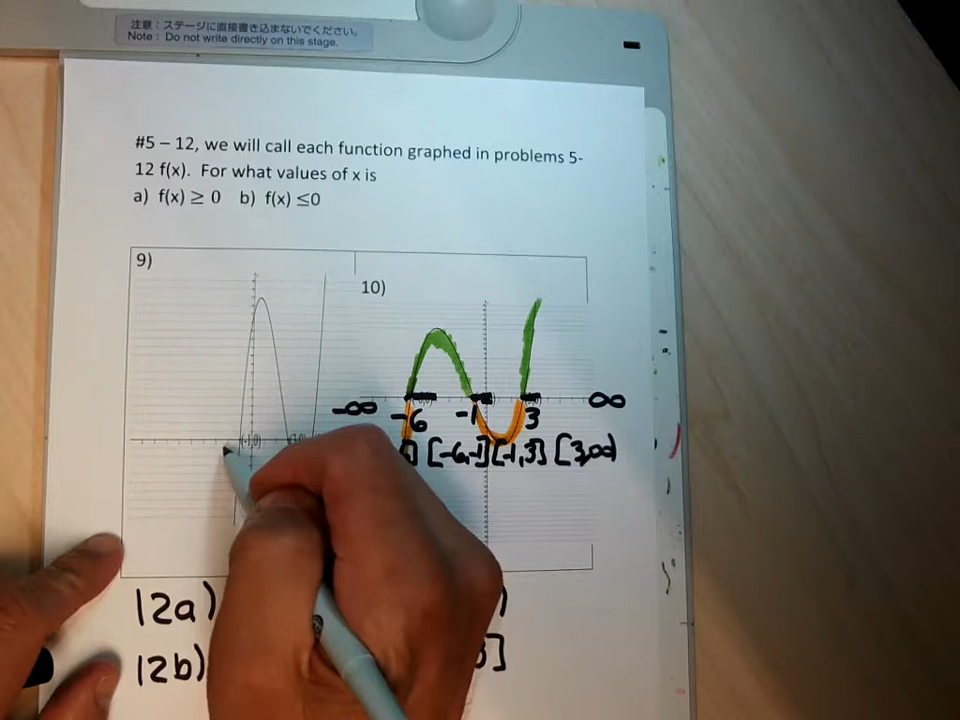 注意：ステージに直接書き込まないでください。
Note : Do not write directly on this stage.
#5 – 12, we will call each function graphed in problems 5-
12 f(x). For what values of x is
a) f(x) ≥ 0 b) f(x) ≤0
9)
10)
-∞ ∞
-6 -1 3
(-1,0)
] [-6,-1] [-1,3] [3,∞)
12a) )
12b) ]